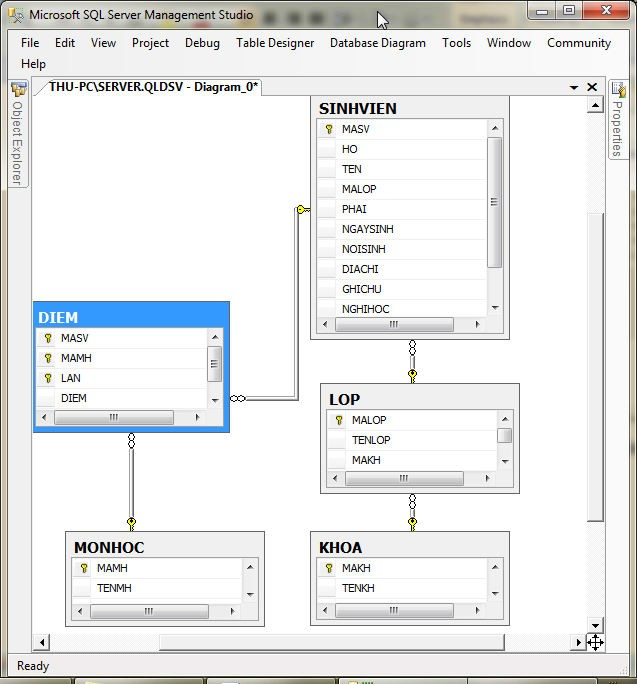 Microsoft SQL Server Management Studio
File Edit View Project Debug Table Designer Database Diagram Tools Window Community
Help
THU-PC\SERVER.QLDSV - Diagram_0*
Object Explorer
Properties
SINHVIEN
MASV
HO
TEN
MALOP
PHAI
NGAYSINH
NOISINH
DIACHI
GHICHU
NGHIHOC
DIEM
MASV
MAMH
LAN
DIEM
LOP
MALOP
TENLOP
MAKH
MONHOC
MAMH
TENMH
KHOA
MAKH
TENKH
Ready